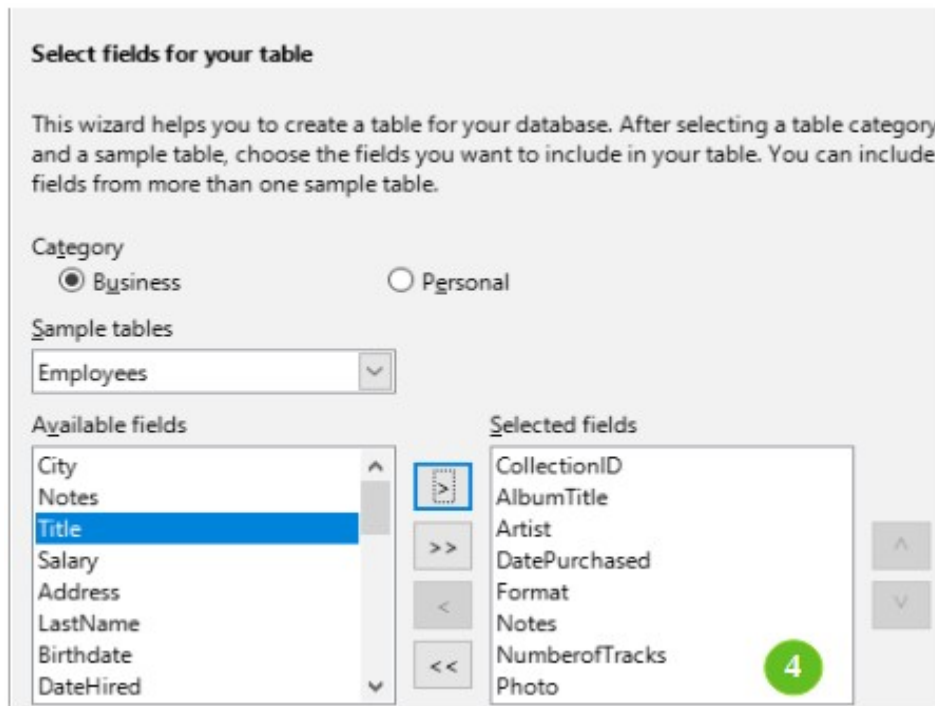 Select fields for your table
This wizard helps you to create a table for your database. After selecting a table category
and a sample table, choose the fields you want to include in your table. You can include
fields from more than one sample table.
Category
Business Personal
Sample tables
Employees
Available fields Selected fields
City
Notes
Title
Salary
Address
LastName
Birthdate
DateHired
>
>>
<
<<
CollectionID
AlbumTitle
Artist
DatePurchased
Format
Notes
NumberofTracks
Photo
4